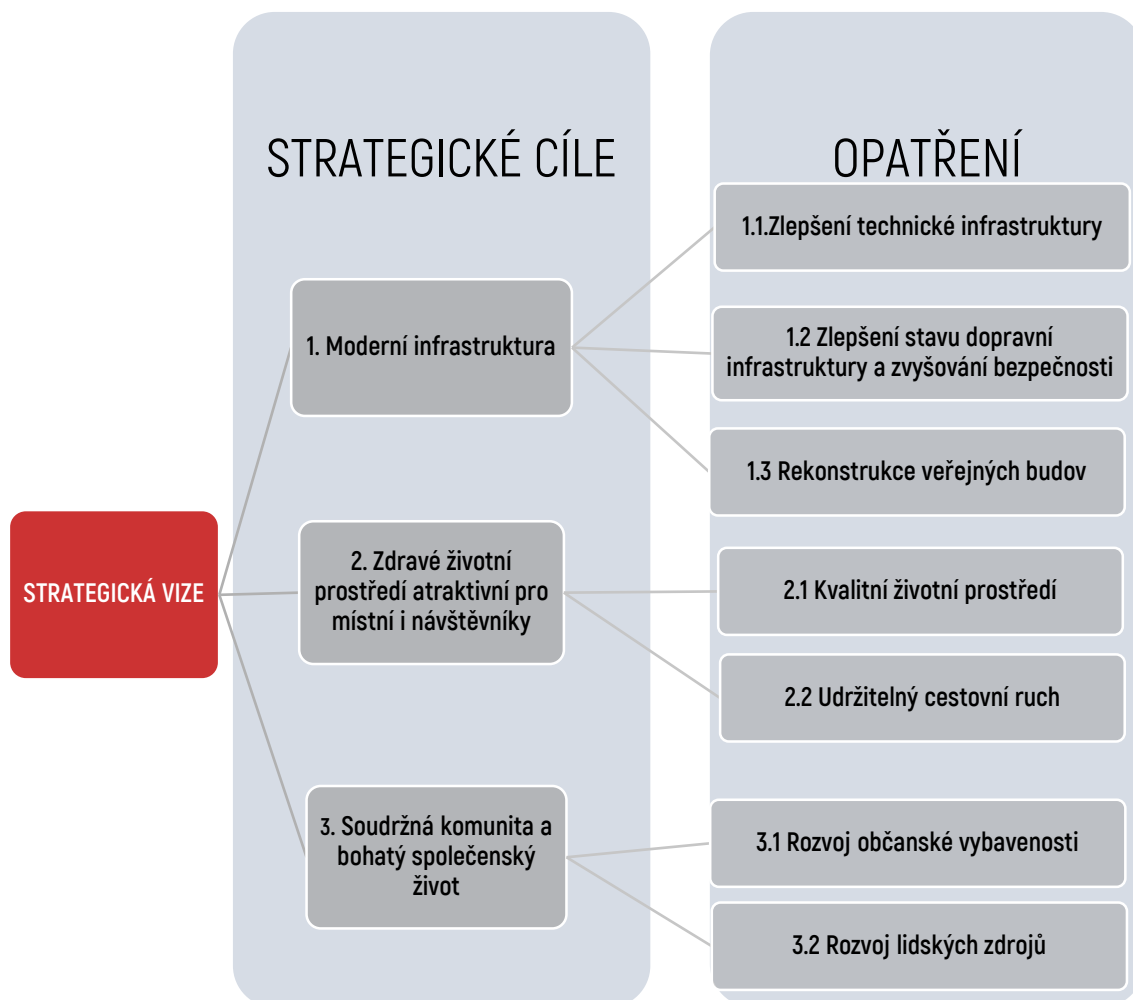 STRATEGICKÉ CÍLE
OPATŘENÍ
STRATEGICKÁ VIZE
1. Moderní infrastruktura
1.1.Zlepšení technické infrastruktury
1.2 Zlepšení stavu dopravní
infrastruktury a zvyšování bezpečnosti
1.3 Rekonstrukce veřejných budov
2. Zdravé životní
prostředí atraktivní pro
místní i návštěvníky
2.1 Kvalitní životní prostředí
2.2 Udržitelný cestovní ruch
3. Soudržná komunita a
bohatý společenský
život
3.1 Rozvoj občanské vybavenosti
3.2 Rozvoj lidských zdrojů